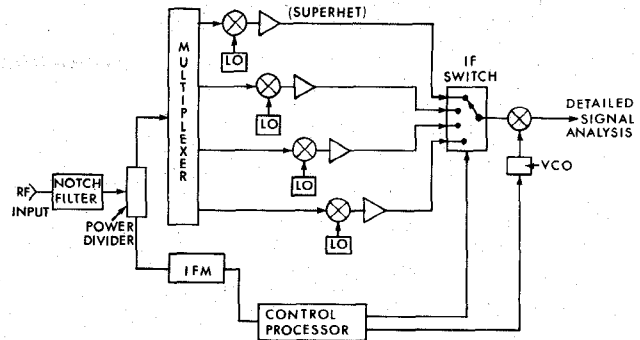 (SUPERHET)
MULTIPLEXER
LO
LO
LO
LO
IF
SWITCH
DETAILED
SIGNAL
ANALYSIS
VCO
RF
INPUT
NOTCH
FILTER
POWER
DIVIDER
IFM
CONTROL
PROCESSOR